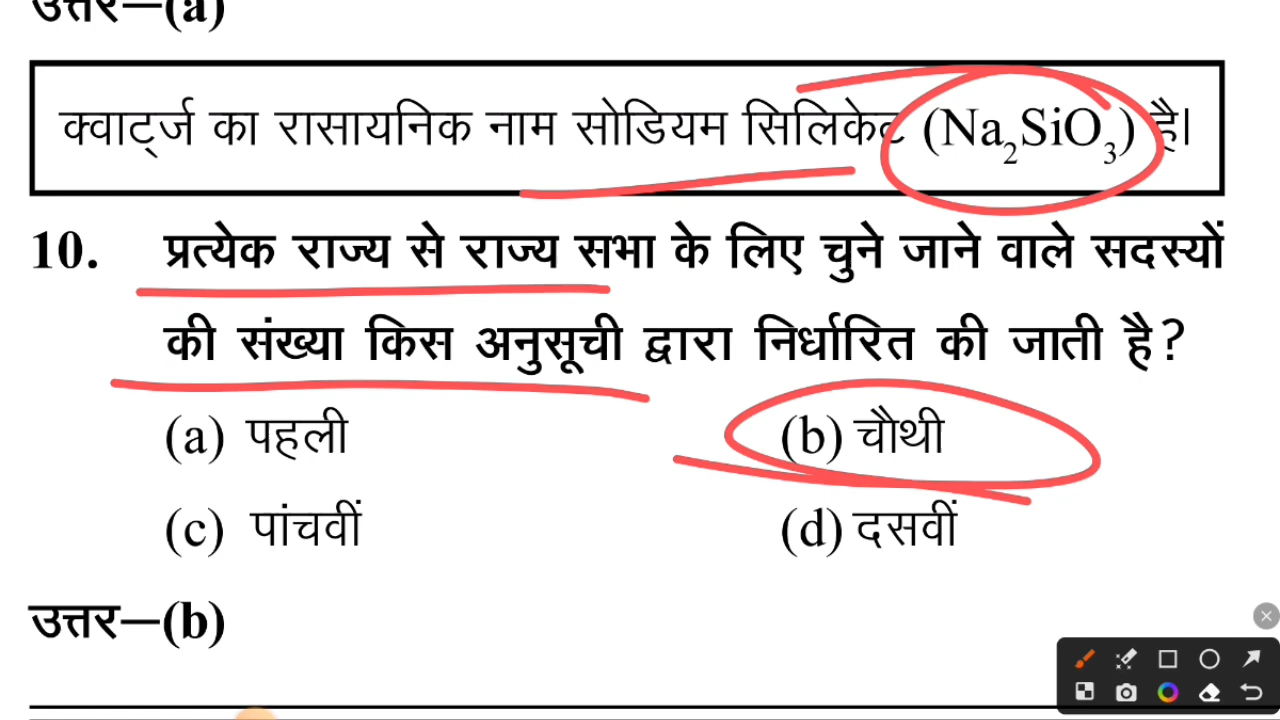 उत्तर—(a)
क्वाट्र्ज का रासायनिक नाम सोडियम सिलिकेट (Na₂SiO₃) है।
10. प्रत्येक राज्य से राज्य सभा के लिए चुने जाने वाले सदस्यों
की संख्या किस अनुसूची द्वारा निर्धारित की जाती है?
(a) पहली (b) चौथी
(c) पांचवीं (d) दसवीं
उत्तर—(b)